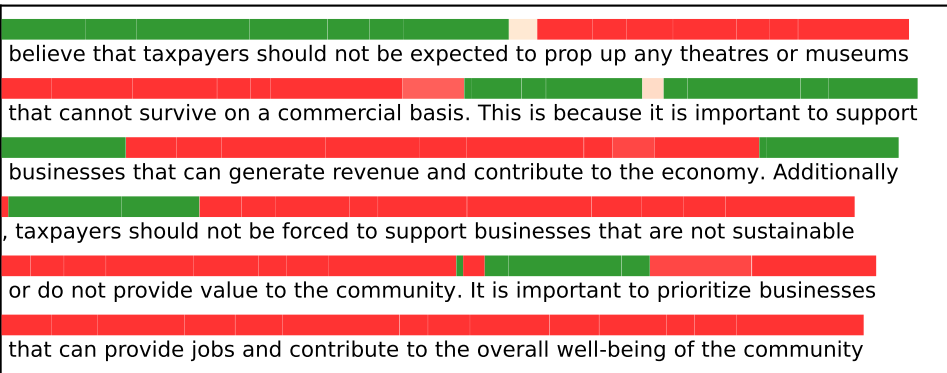 believe that taxpayers should not be expected to prop up any theatres or museums
that cannot survive on a commercial basis. This is because it is important to support
businesses that can generate revenue and contribute to the economy. Additionally
, taxpayers should not be forced to support businesses that are not sustainable
or do not provide value to the community. It is important to prioritize businesses
that can provide jobs and contribute to the overall well-being of the community